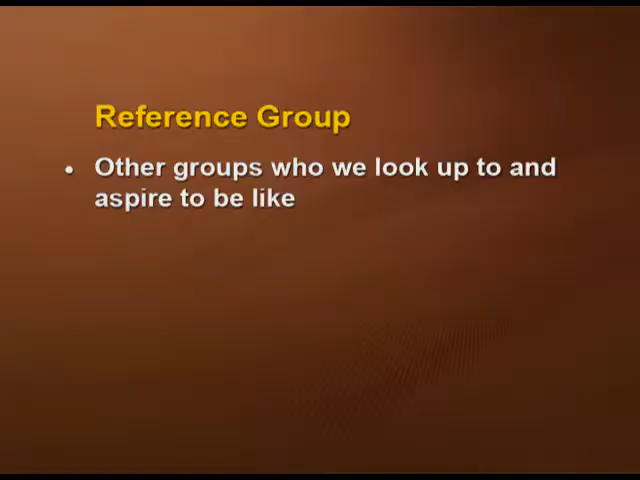 Reference Group
• Other groups who we look up to and
aspire to be like